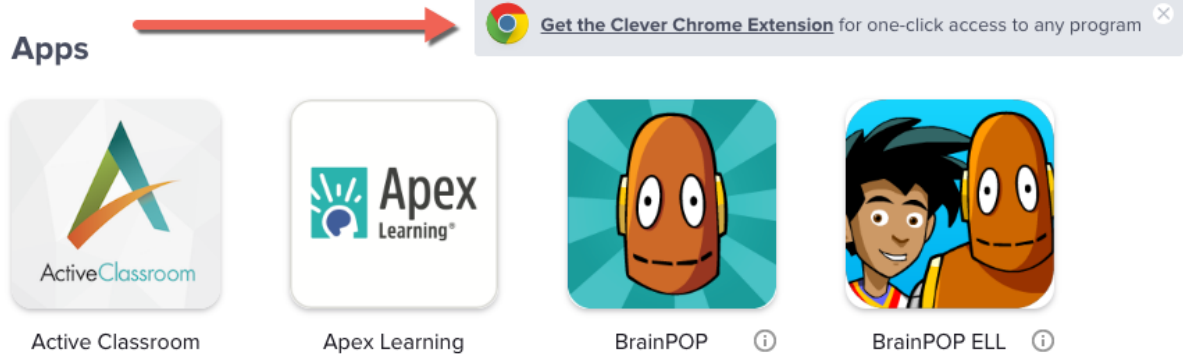 Get the Clever Chrome Extension for one-click access to any program
Apps
ActiveClassroom
Apex
Learning®
Active Classroom
Apex Learning
BrainPOP
BrainPOP ELL